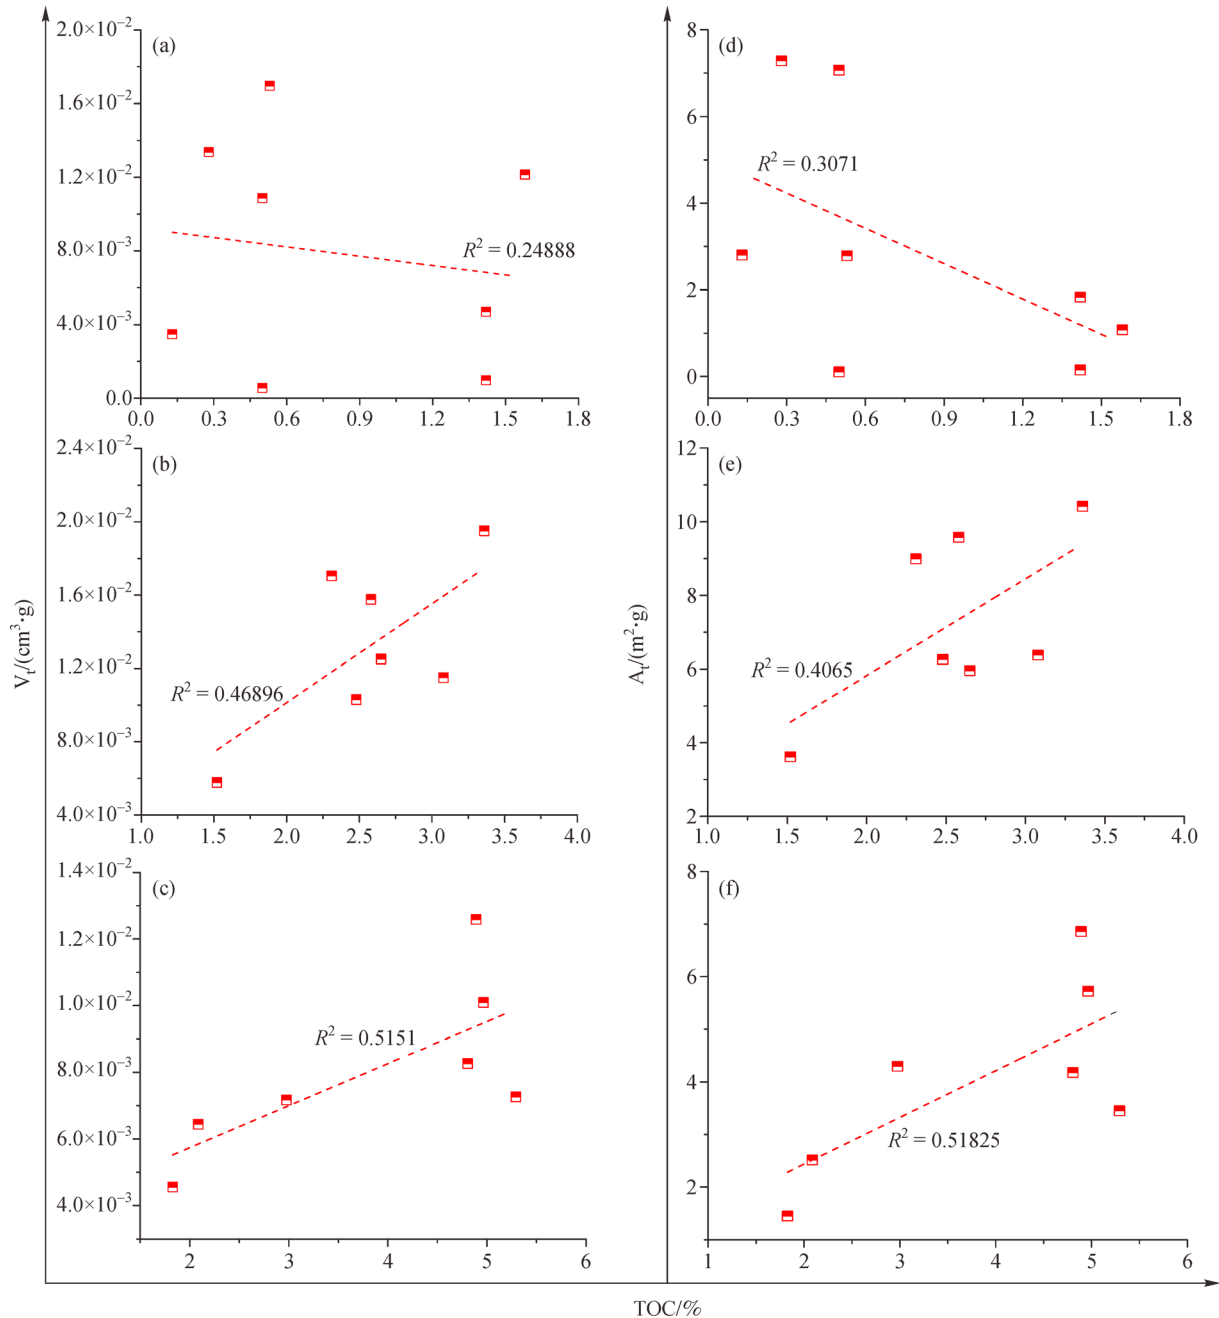 (a)
2.0×10⁻²
1.6×10⁻²
1.2×10⁻²
8.0×10⁻³
4.0×10⁻³
0.0
R² = 0.24888
0.0 0.3 0.6 0.9 1.2 1.5 1.8
(d)
8
6
4
2
0
R² = 0.3071
0.0 0.3 0.6 0.9 1.2 1.5 1.8
(b)
2.4×10⁻²
2.0×10⁻²
1.6×10⁻²
1.2×10⁻²
8.0×10⁻³
4.0×10⁻³
R² = 0.46896
1.0 1.5 2.0 2.5 3.0 3.5 4.0
Vₜ/(cm³·g)
(e)
12
10
8
6
4
2
R² = 0.4065
1.0 1.5 2.0 2.5 3.0 3.5 4.0
Aₜ/(m²·g)
(c)
1.4×10⁻²
1.2×10⁻²
1.0×10⁻²
8.0×10⁻³
6.0×10⁻³
4.0×10⁻³
R² = 0.5151
2 3 4 5 6
(f)
8
6
4
2
R² = 0.51825
1 2 3 4 5 6
TOC/%